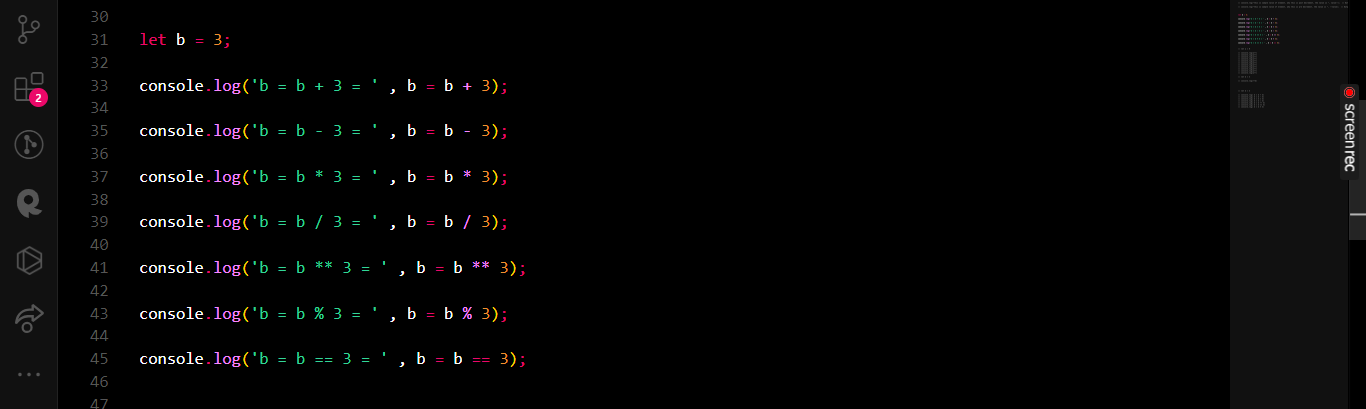 30
31 let b = 3;
32
33 console.log('b = b + 3 = ' , b = b + 3);
34
35 console.log('b = b - 3 = ' , b = b - 3);
36
37 console.log('b = b * 3 = ' , b = b * 3);
38
39 console.log('b = b / 3 = ' , b = b / 3);
40
41 console.log('b = b ** 3 = ' , b = b ** 3);
42
43 console.log('b = b % 3 = ' , b = b % 3);
44
45 console.log('b = b == 3 = ' , b = b == 3);
46
47
2
screenrec